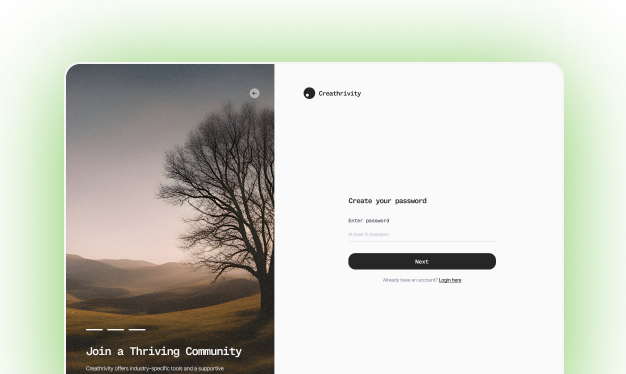 Creathrivity
Create your password
Enter password
At least 8 characters
Next
Already have an account? Login here
Join a Thriving Community
Creathrivity offers industry-specific tools and a supportive